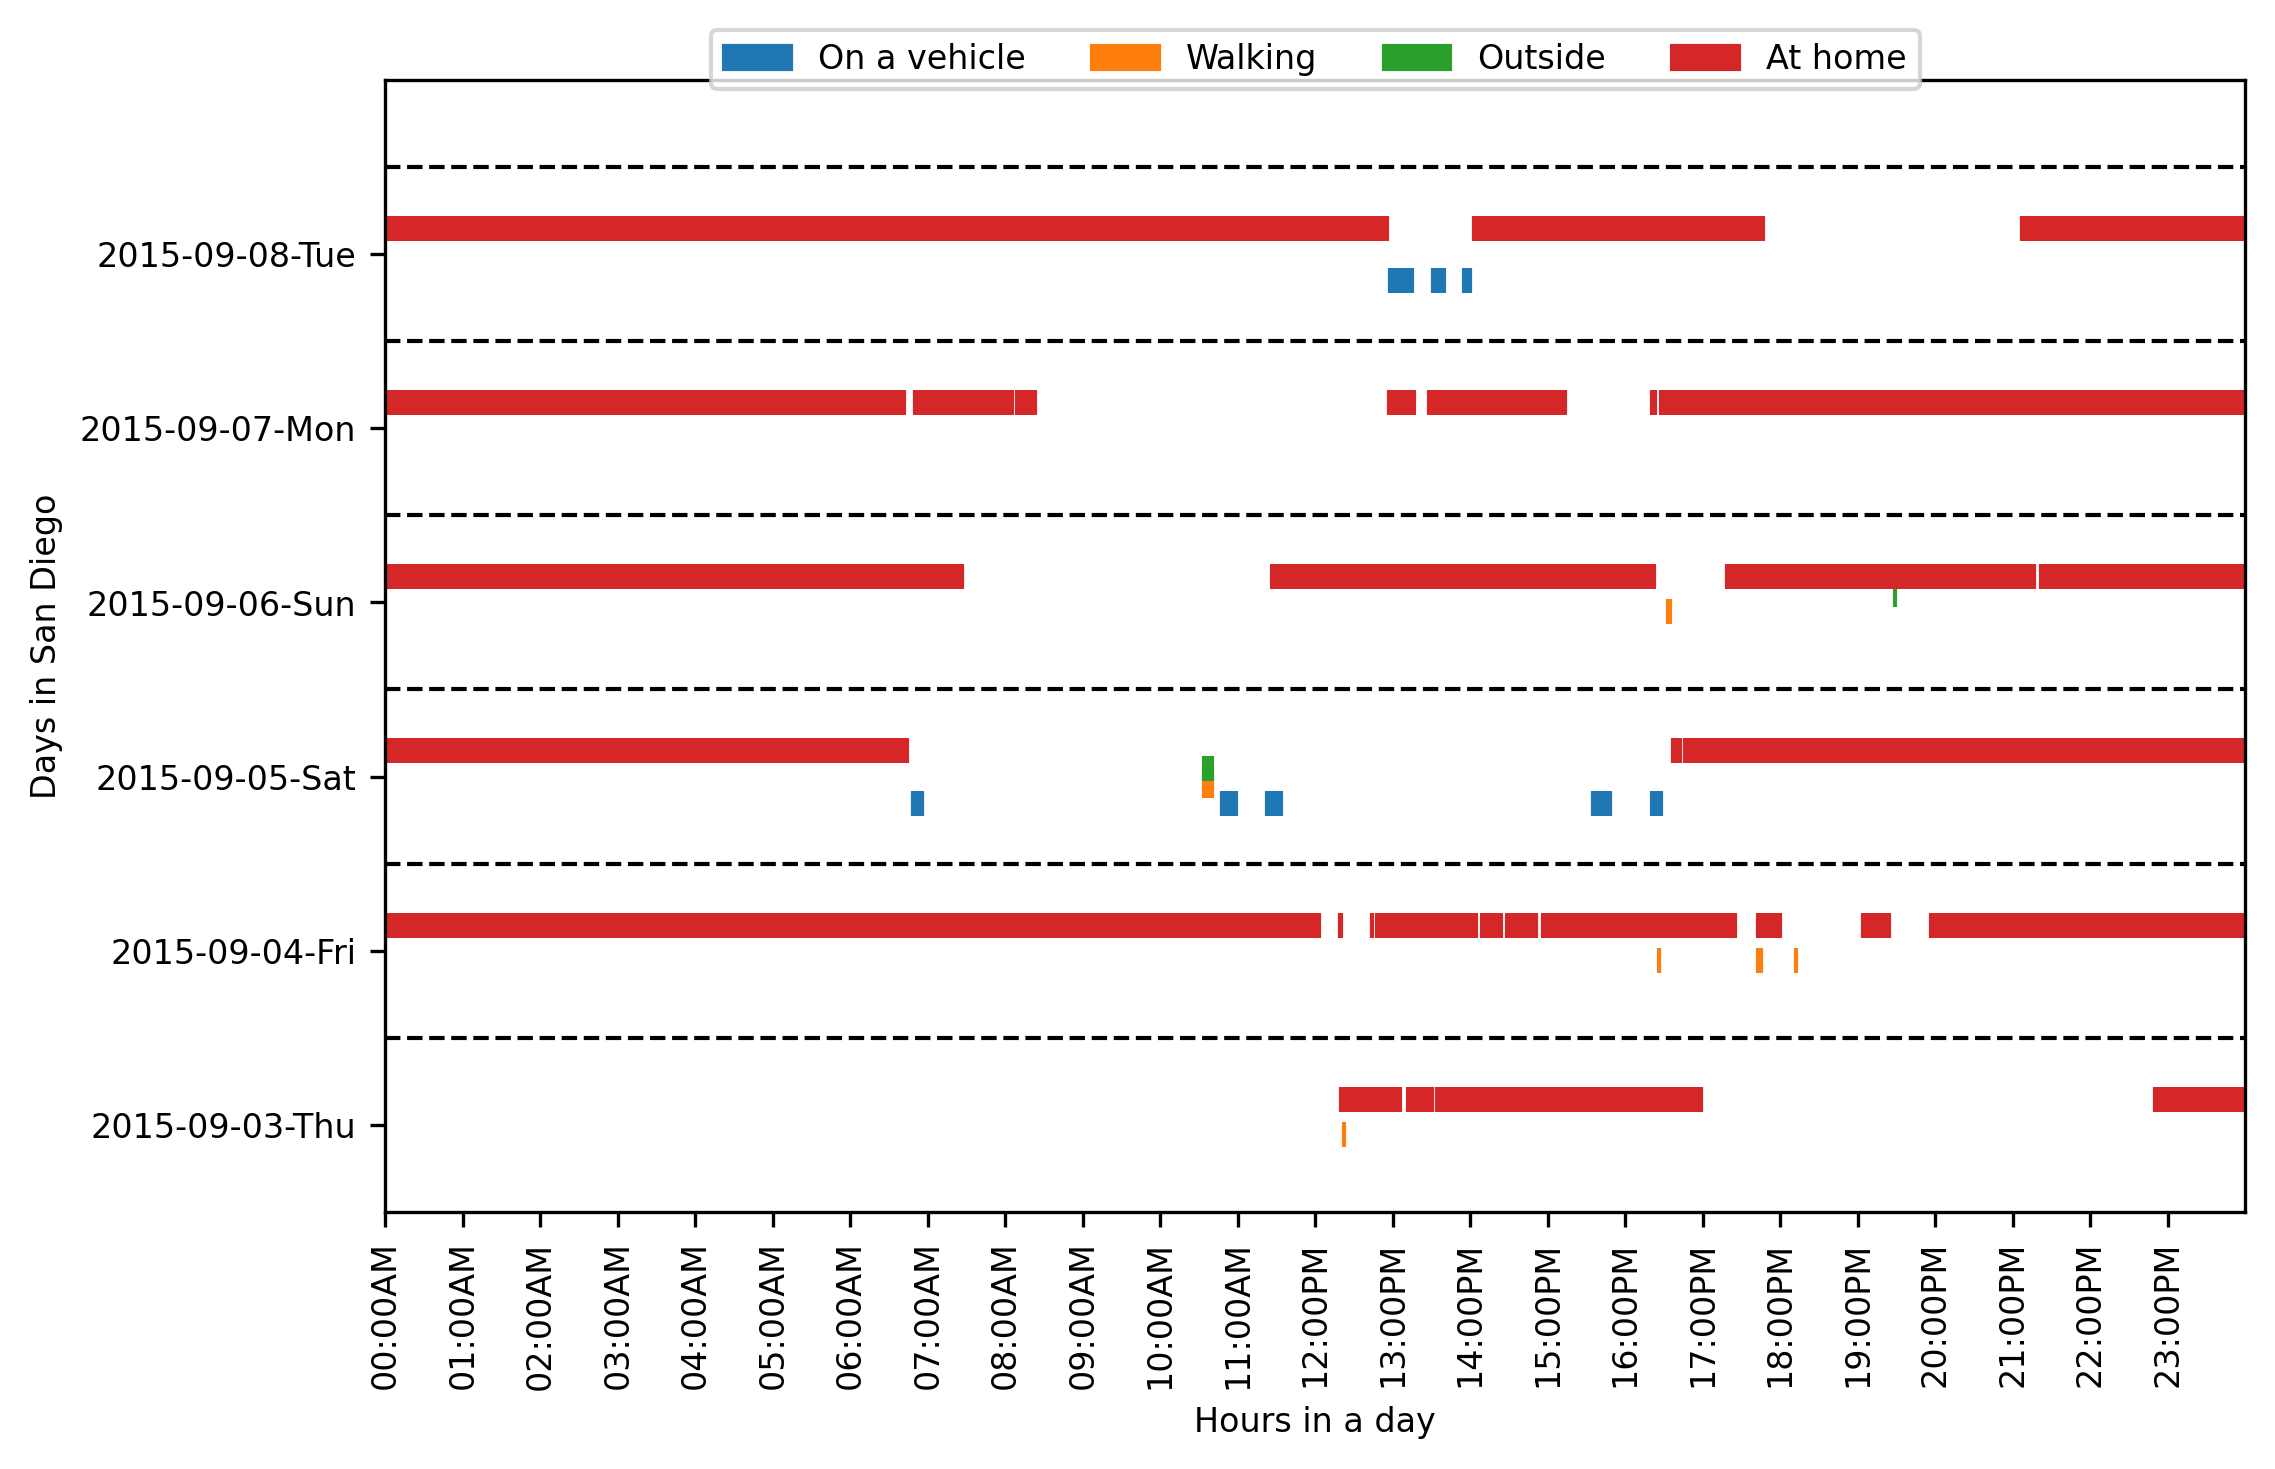 On a vehicle Walking Outside At home
2015-09-08-Tue
2015-09-07-Mon
2015-09-06-Sun
2015-09-05-Sat
2015-09-04-Fri
2015-09-03-Thu
Days in San Diego
00:00AM
01:00AM
02:00AM
03:00AM
04:00AM
05:00AM
06:00AM
07:00AM
08:00AM
09:00AM
10:00AM
11:00AM
12:00PM
13:00PM
14:00PM
15:00PM
16:00PM
17:00PM
18:00PM
19:00PM
20:00PM
21:00PM
22:00PM
23:00PM
Hours in a day